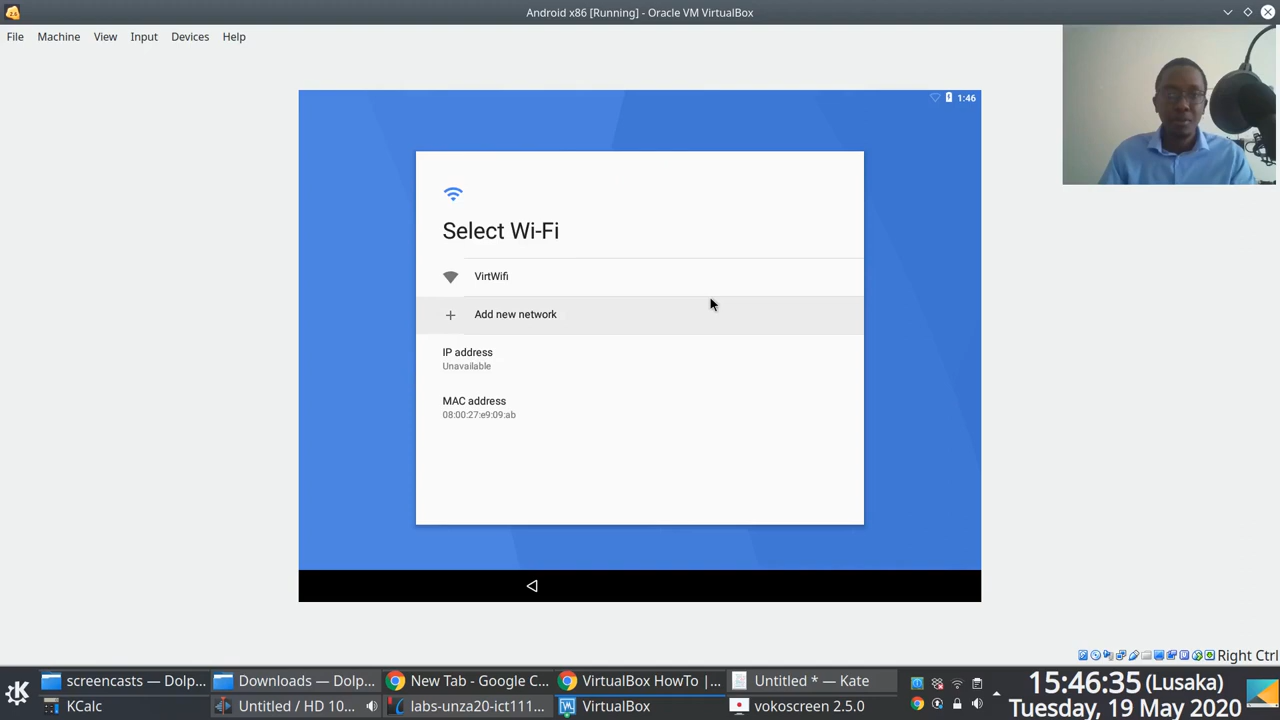 Android x86 [Running] - Oracle VM VirtualBox
File Machine View Input Devices Help
1:46
Select Wi-Fi
VirtWifi
Add new network
IP address
Unavailable
MAC address
08:00:27:e9:09:ab
Right Ctrl
screencasts — Dolp...
Downloads — Dolp...
New Tab - Google C...
VirtualBox HowTo |...
Untitled * — Kate
15:46:35 (Lusaka)
KCalc
Untitled / HD 10...
labs-unza20-ict111...
VirtualBox
vokoscreen 2.5.0
Tuesday, 19 May 2020